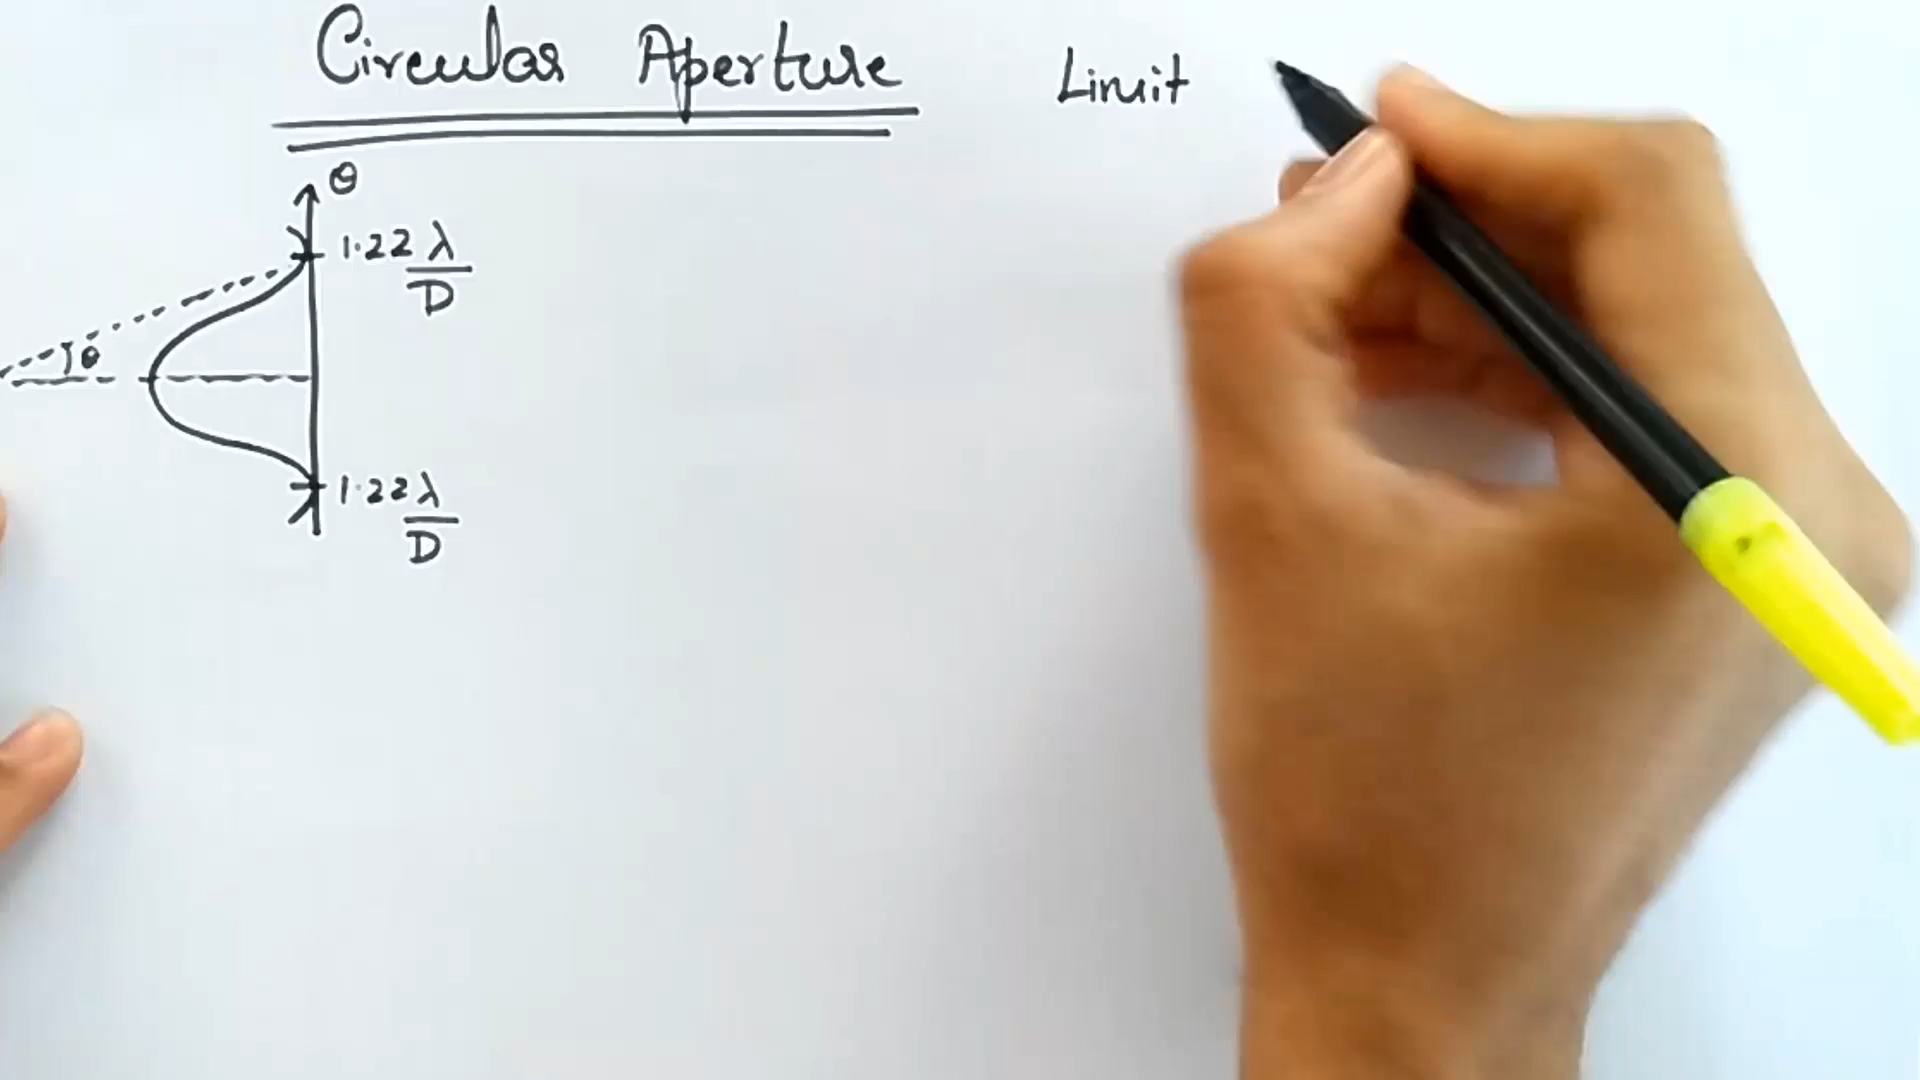 Circular Aperture
Limit
θ
1.22 λ/D
θ
1.22 λ/D